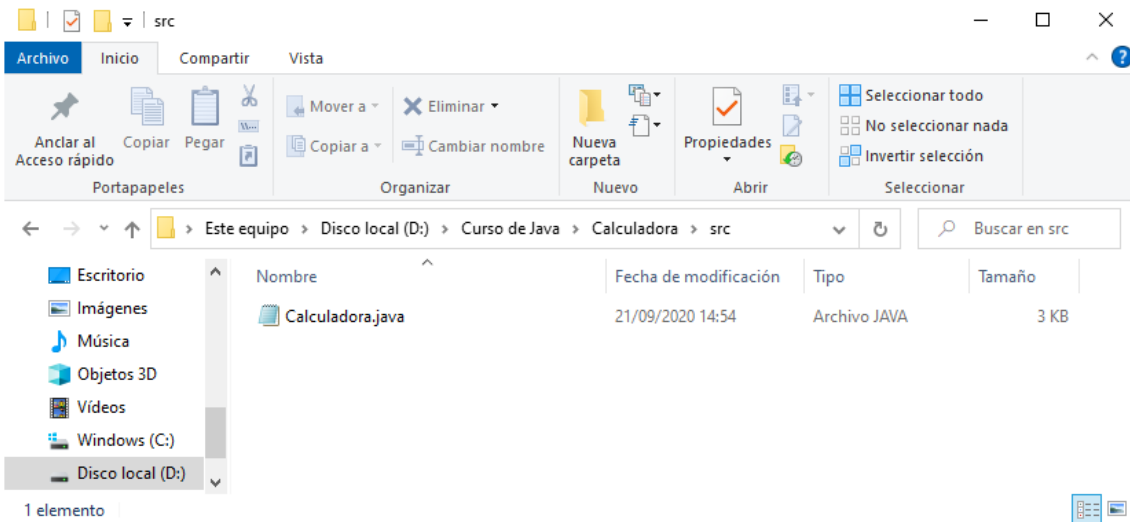 src
Archivo Inicio Compartir Vista
Anclar al Acceso rápido
Copiar
Pegar
Portapapeles
Mover a
Copiar a
Eliminar
Cambiar nombre
Organizar
Nueva carpeta
Nuevo
Propiedades
Abrir
Seleccionar todo
No seleccionar nada
Invertir selección
Seleccionar
Este equipo > Disco local (D:) > Curso de Java > Calculadora > src
Buscar en src
Escritorio
Imágenes
Música
Objetos 3D
Vídeos
Windows (C:)
Disco local (D:)
Nombre Fecha de modificación Tipo Tamaño
Calculadora.java 21/09/2020 14:54 Archivo JAVA 3 KB
1 elemento